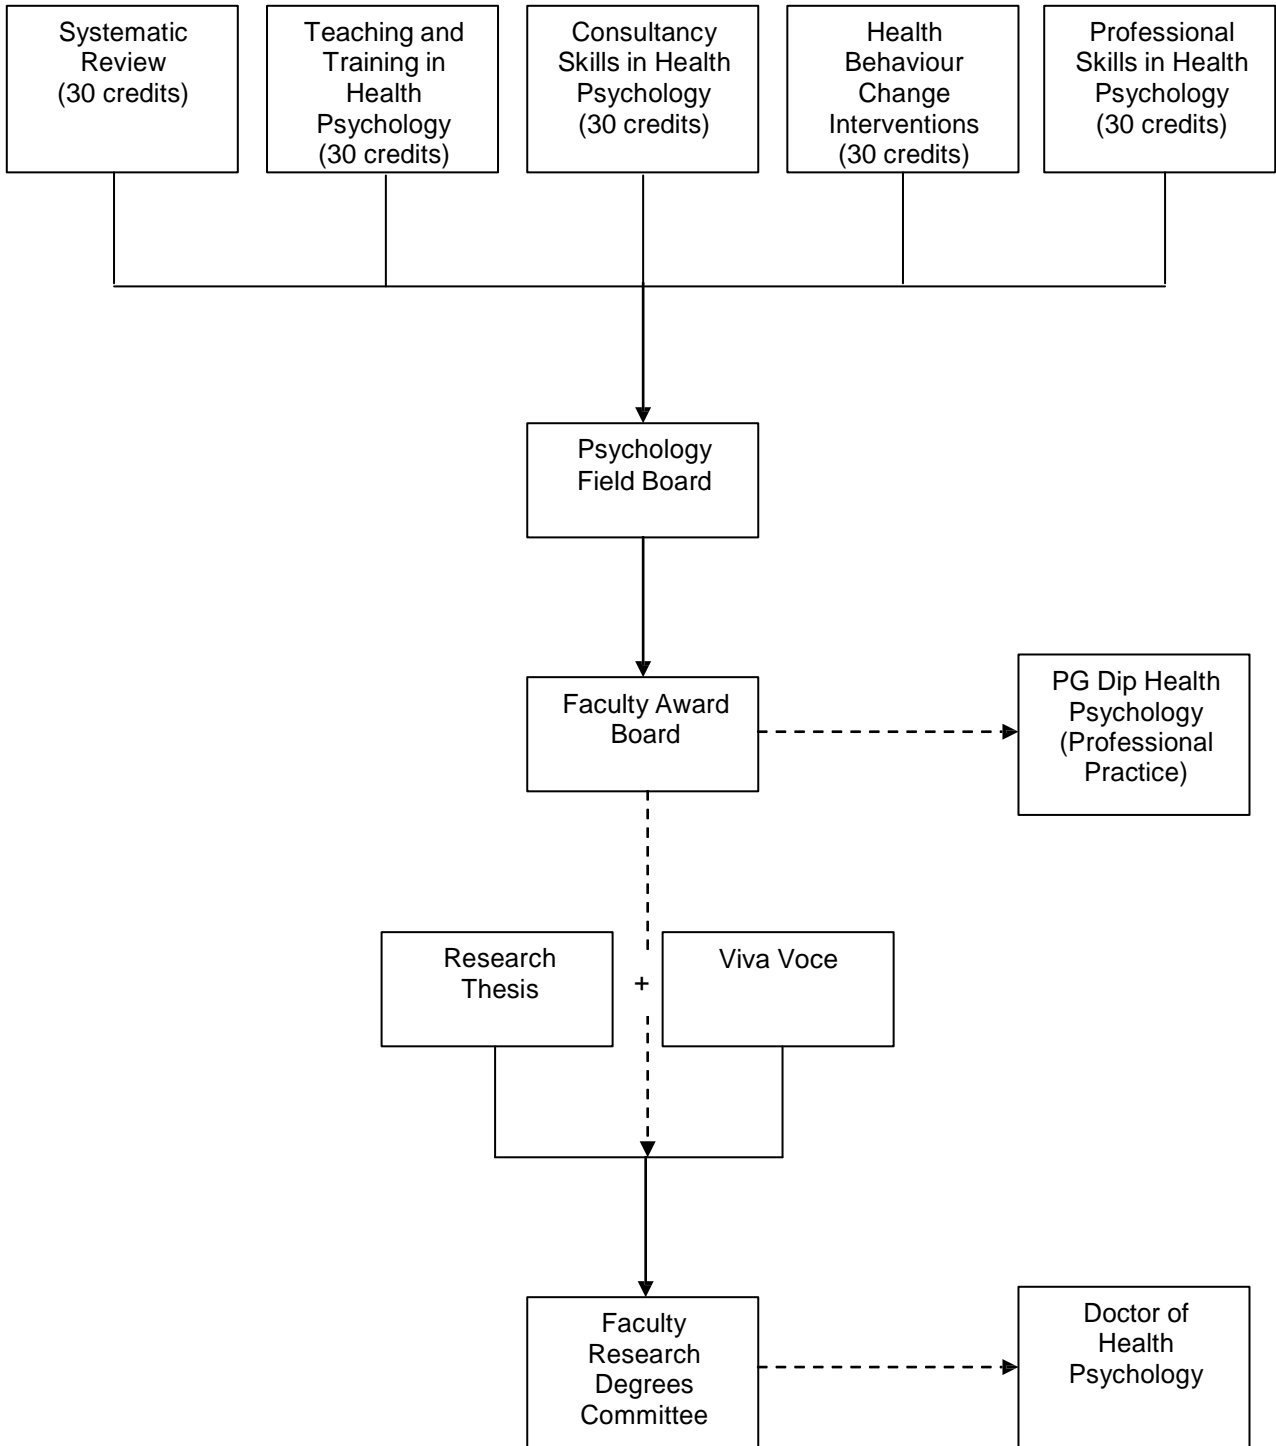 Systematic
Review
(30 credits)
Teaching and
Training in
Health
Psychology
(30 credits)
Consultancy
Skills in Health
Psychology
(30 credits)
Health
Behaviour
Change
Interventions
(30 credits)
Professional
Skills in Health
Psychology
(30 credits)
Psychology
Field Board
Faculty Award
Board
PG Dip Health
Psychology
(Professional
Practice)
Research
Thesis
+
Viva Voce
Faculty
Research
Degrees
Committee
Doctor of
Health
Psychology